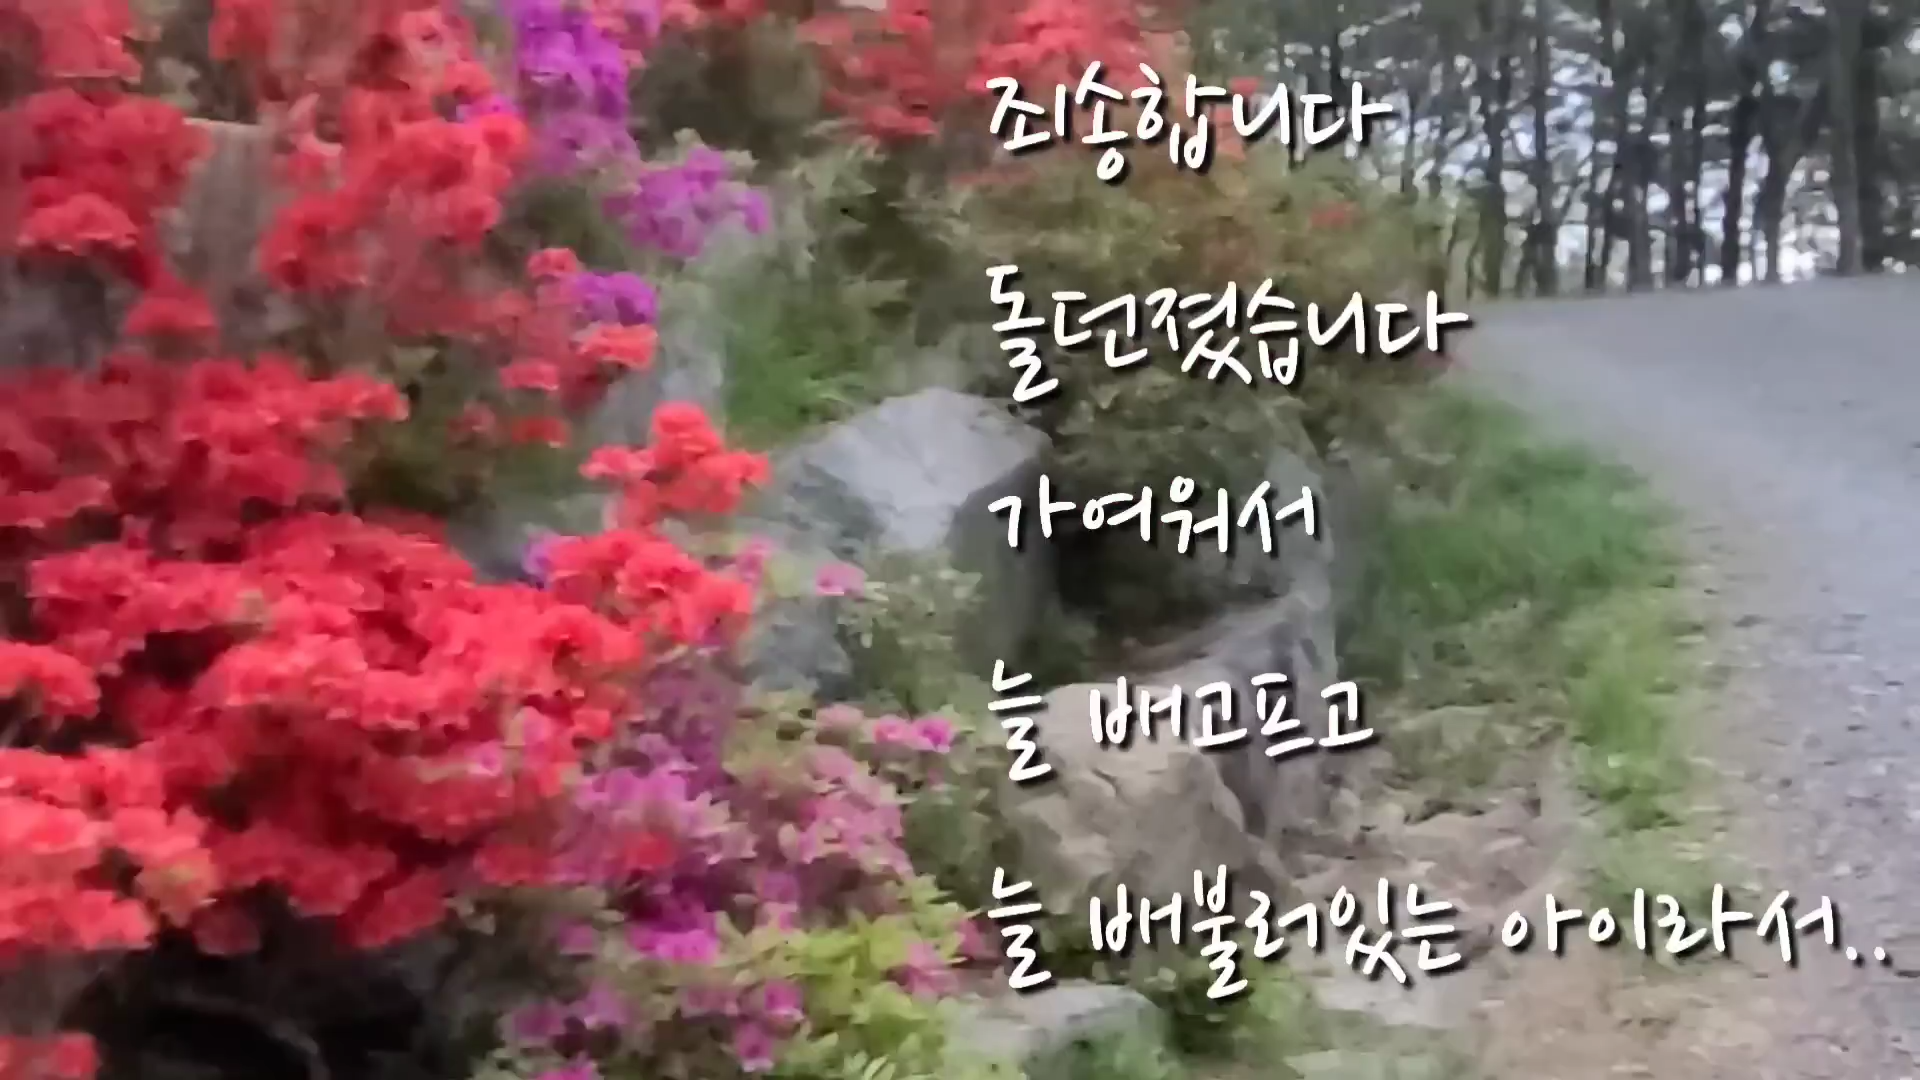 죄송합니다
돌던졌습니다
가여워서
늘 배고프고
늘 배불러있는 아이라서..